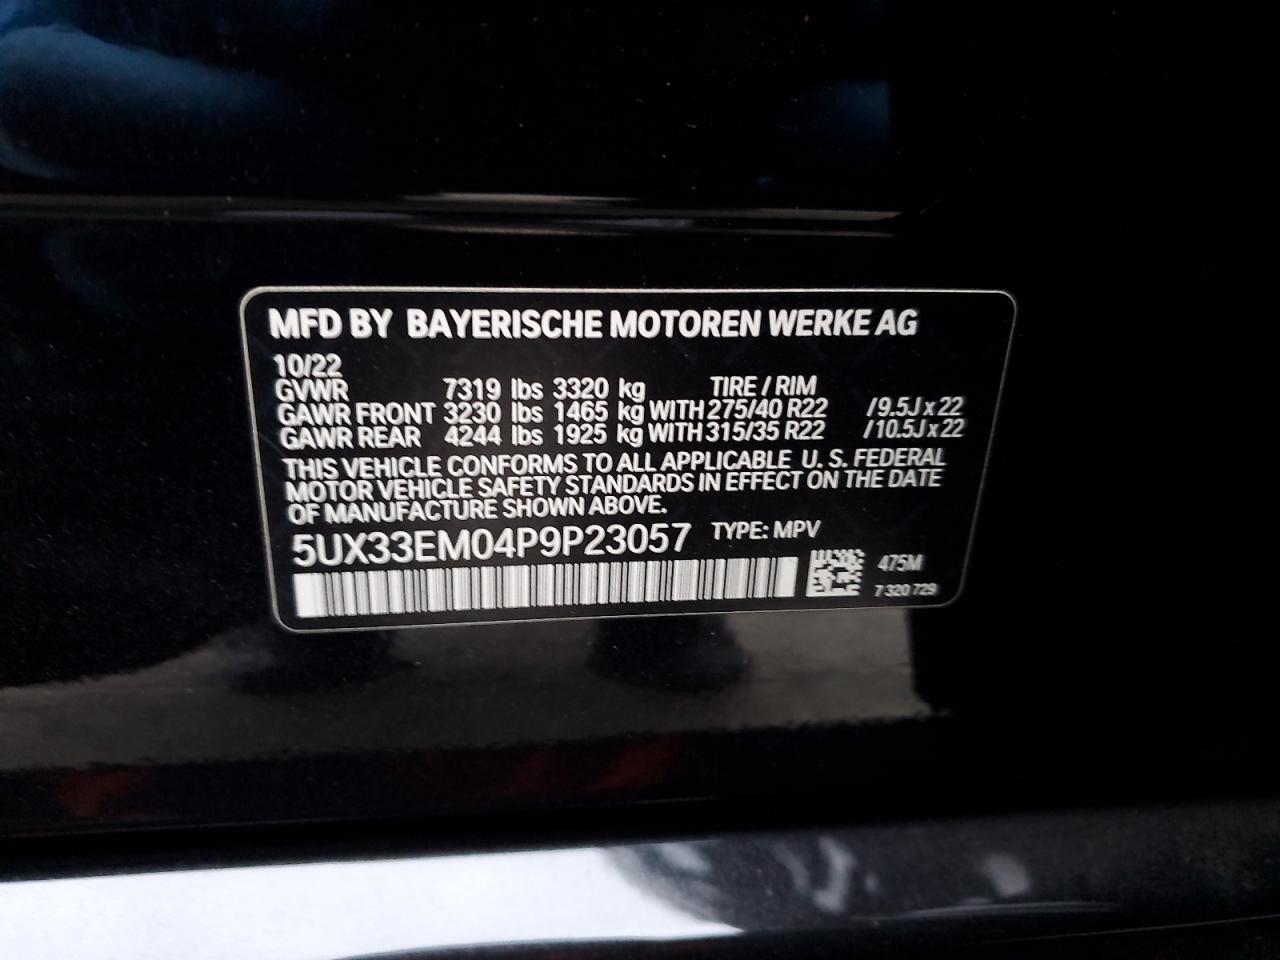 MFD BY BAYERISCHE MOTOREN WERKE AG
10/22
GVWR 7319 lbs 3320 kg TIRE / RIM
GAWR FRONT 3230 lbs 1465 kg WITH 275/40 R22 /9.5J x 22
GAWR REAR 4244 lbs 1925 kg WITH 315/35 R22 /10.5J x 22
THIS VEHICLE CONFORMS TO ALL APPLICABLE U. S. FEDERAL
MOTOR VEHICLE SAFETY STANDARDS IN EFFECT ON THE DATE
OF MANUFACTURE SHOWN ABOVE.
5UX33EM04P9P23057 TYPE: MPV
475M
7 320 729